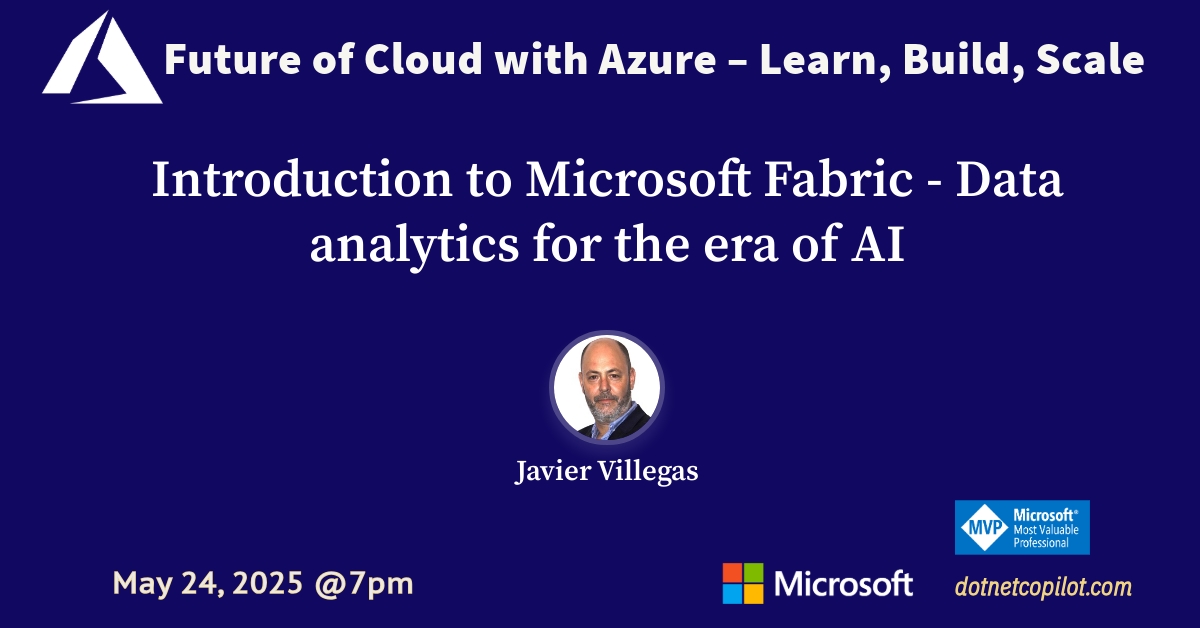 Future of Cloud with Azure – Learn, Build, Scale
Introduction to Microsoft Fabric - Data
analytics for the era of AI
Javier Villegas
MVP
Microsoft®
Most Valuable
Professional
May 24, 2025 @7pm
Microsoft
dotnetcopilot.com